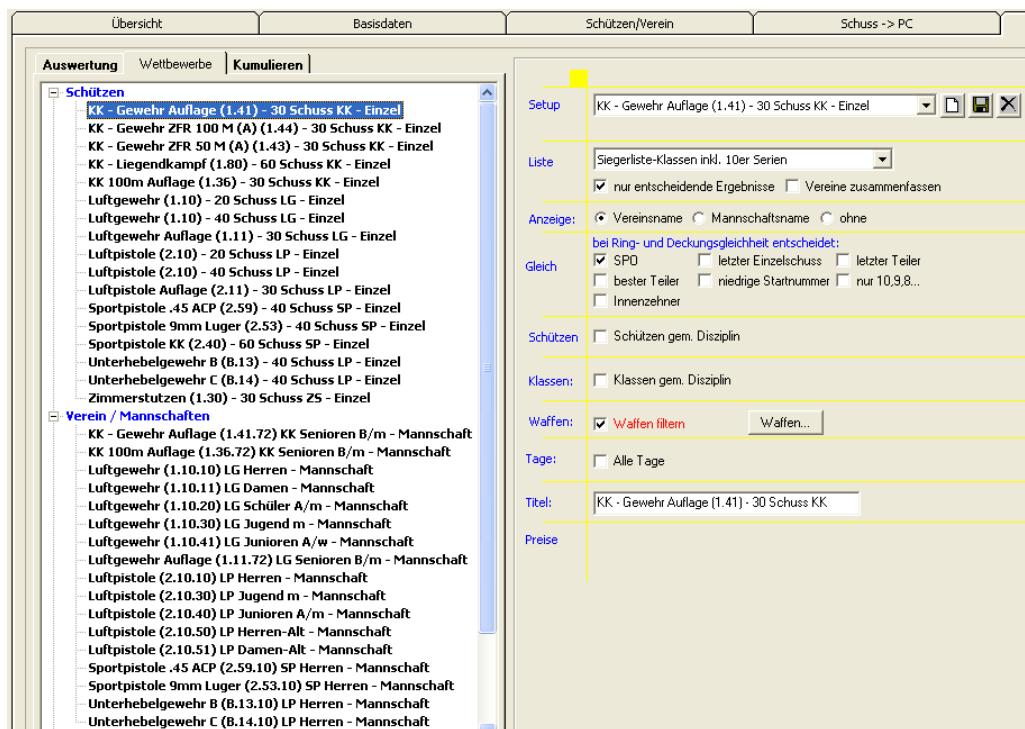 Übersicht
Basisdaten
Schützen/Verein
Schuss -> PC
Auswertung
Wettbewerbe
Kumulieren
Schützen
KK - Gewehr Auflage (1.41) - 30 Schuss KK - Einzel
KK - Gewehr ZFR 100 M (A) (1.44) - 30 Schuss KK - Einzel
KK - Gewehr ZFR 50 M (A) (1.43) - 30 Schuss KK - Einzel
KK - Liegendkampf (1.80) - 60 Schuss KK - Einzel
KK 100m Auflage (1.36) - 30 Schuss KK - Einzel
Luftgewehr (1.10) - 20 Schuss LG - Einzel
Luftgewehr (1.10) - 40 Schuss LG - Einzel
Luftgewehr Auflage (1.11) - 30 Schuss LG - Einzel
Luftpistole (2.10) - 20 Schuss LP - Einzel
Luftpistole (2.10) - 40 Schuss LP - Einzel
Luftpistole Auflage (2.11) - 30 Schuss LP - Einzel
Sportpistole .45 ACP (2.59) - 40 Schuss SP - Einzel
Sportpistole 9mm Luger (2.53) - 40 Schuss SP - Einzel
Sportpistole KK (2.40) - 60 Schuss SP - Einzel
Unterhebelgewehr B (B.13) - 40 Schuss LP - Einzel
Unterhebelgewehr C (B.14) - 40 Schuss LP - Einzel
Zimmerstutzen (1.30) - 30 Schuss ZS - Einzel
Verein / Mannschaften
KK - Gewehr Auflage (1.41.72) KK Senioren B/m - Mannschaft
KK 100m Auflage (1.36.72) KK Senioren B/m - Mannschaft
Luftgewehr (1.10.10) LG Herren - Mannschaft
Luftgewehr (1.10.11) LG Damen - Mannschaft
Luftgewehr (1.10.20) LG Schüler A/m - Mannschaft
Luftgewehr (1.10.30) LG Jugend m - Mannschaft
Luftgewehr (1.10.41) LG Junioren A/w - Mannschaft
Luftgewehr Auflage (1.11.72) LG Senioren B/m - Mannschaft
Luftpistole (2.10.10) LP Herren - Mannschaft
Luftpistole (2.10.30) LP Jugend m - Mannschaft
Luftpistole (2.10.40) LP Junioren A/m - Mannschaft
Luftpistole (2.10.50) LP Herren-Alt - Mannschaft
Luftpistole (2.10.51) LP Damen-Alt - Mannschaft
Sportpistole .45 ACP (2.59.10) SP Herren - Mannschaft
Sportpistole 9mm Luger (2.53.10) SP Herren - Mannschaft
Unterhebelgewehr B (B.13.10) LP Herren - Mannschaft
Unterhebelgewehr C (B.14.10) LP Herren - Mannschaft
Setup KK - Gewehr Auflage (1.41) - 30 Schuss KK - Einzel
Liste Siegerliste-Klassen inkl. 10er Serien
nur entscheidende Ergebnisse Vereine zusammenfassen
Anzeige: Vereinsname Mannschaftsname ohne
bei Ring- und Deckungsgleichheit entscheidet:
Gleich SPO letzter Einzelschuss letzter Teiler
bester Teiler niedrige Startnummer nur 10,9,8...
Innenzehner
Schützen Schützen gem. Disziplin
Klassen: Klassen gem. Disziplin
Waffen: Waffen filtern Waffen...
Tage: Alle Tage
Titel: KK - Gewehr Auflage (1.41) - 30 Schuss KK
Preise